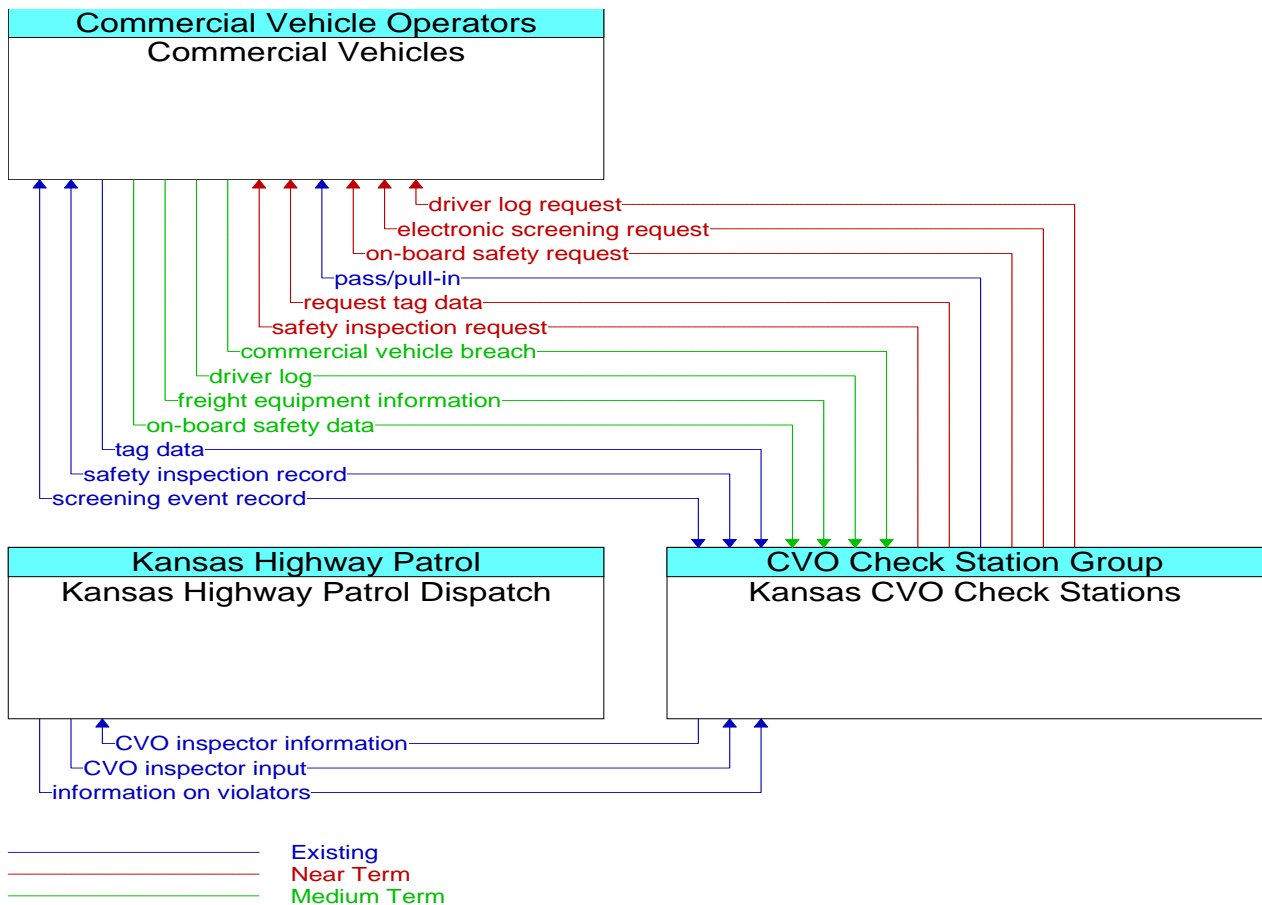 Commercial Vehicle Operators
Commercial Vehicles
driver log request
electronic screening request
on-board safety request
pass/pull-in
request tag data
safety inspection request
commercial vehicle breach
driver log
freight equipment information
on-board safety data
tag data
safety inspection record
screening event record
Kansas Highway Patrol
Kansas Highway Patrol Dispatch
CVO Check Station Group
Kansas CVO Check Stations
CVO inspector information
CVO inspector input
information on violators
Existing
Near Term
Medium Term